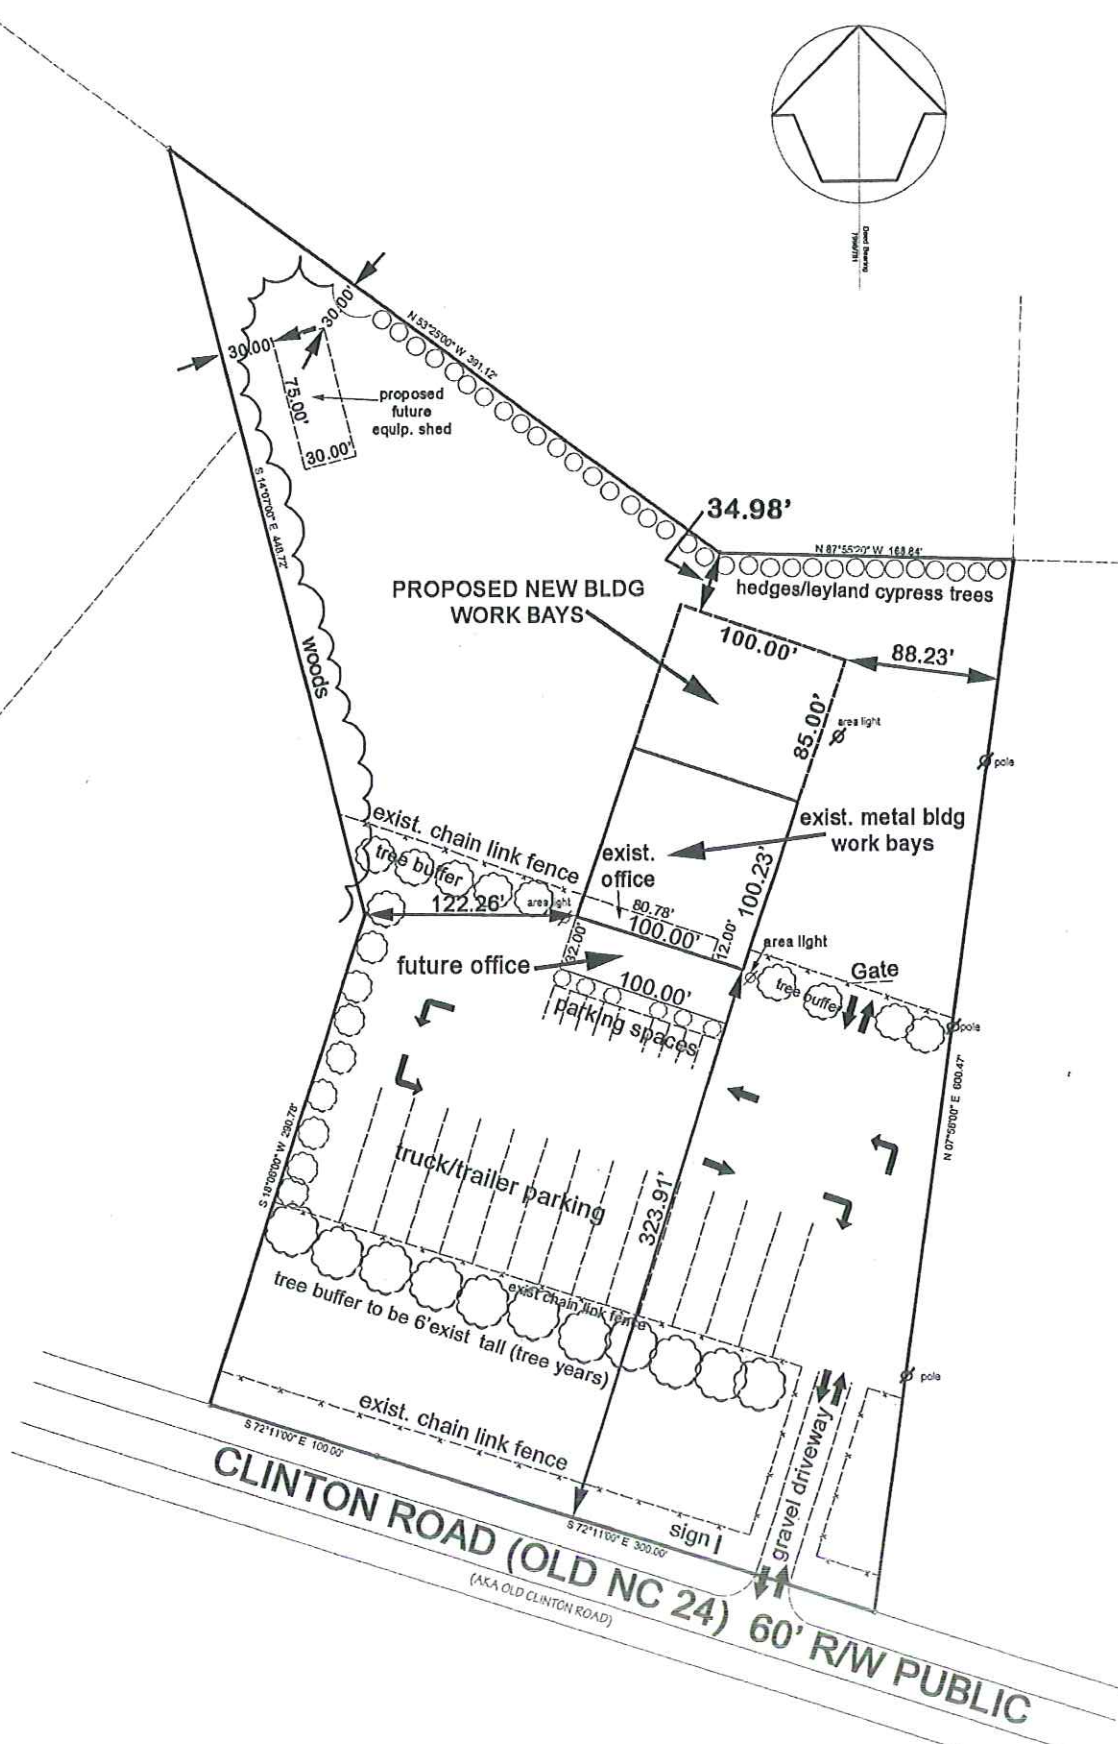 Deed Bearing
30.00'
N 53°25'00" W 391.12'
30.00'
75.00'
proposed
future
equip. shed
30.00'
S 14°07'00" E 448.72'
34.98'
N 87°55'20" W 168.84'
hedges/leyland cypress trees
PROPOSED NEW BLDG
WORK BAYS
100.00'
88.23'
woods
85.00'
area light
pole
exist. chain link fence
tree buffer
exist. metal bldg
work bays
exist.
office
100.23'
122.26'
area light
80.78'
100.00'
32.00'
12.00'
area light
future office
Gate
tree buffer
100.00'
parking spaces
pole
N 07°56'00" E 600.47'
S 18°06'00" W 290.78'
truck/trailer parking
323.91'
exist chain link fence
tree buffer to be 6'exist tall (tree years)
pole
exist. chain link fence
gravel driveway
S 72°11'00" E 100.00'
S 72°11'00" E 300.00'
sign
CLINTON ROAD (OLD NC 24) 60' R/W PUBLIC
(AKA OLD CLINTON ROAD)